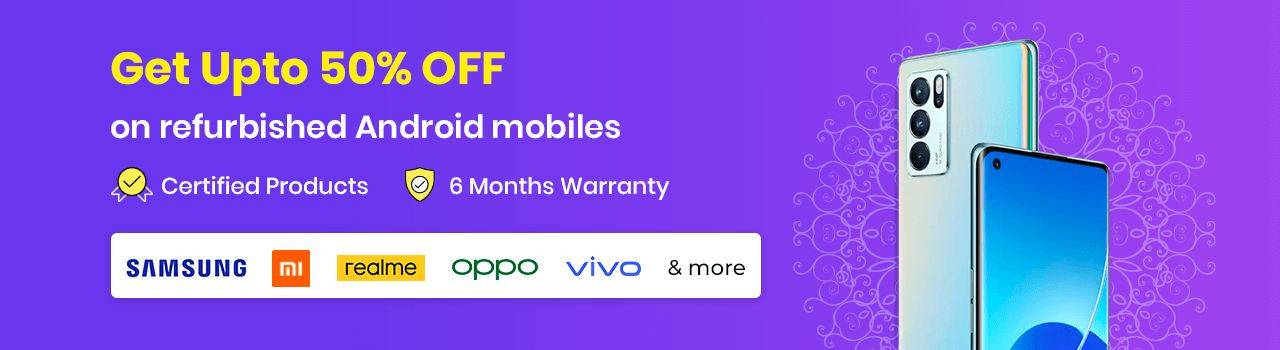 Get Upto 50% OFF
on refurbished Android mobiles
Certified Products 6 Months Warranty
SAMSUNG mi realme oppo vivo & more